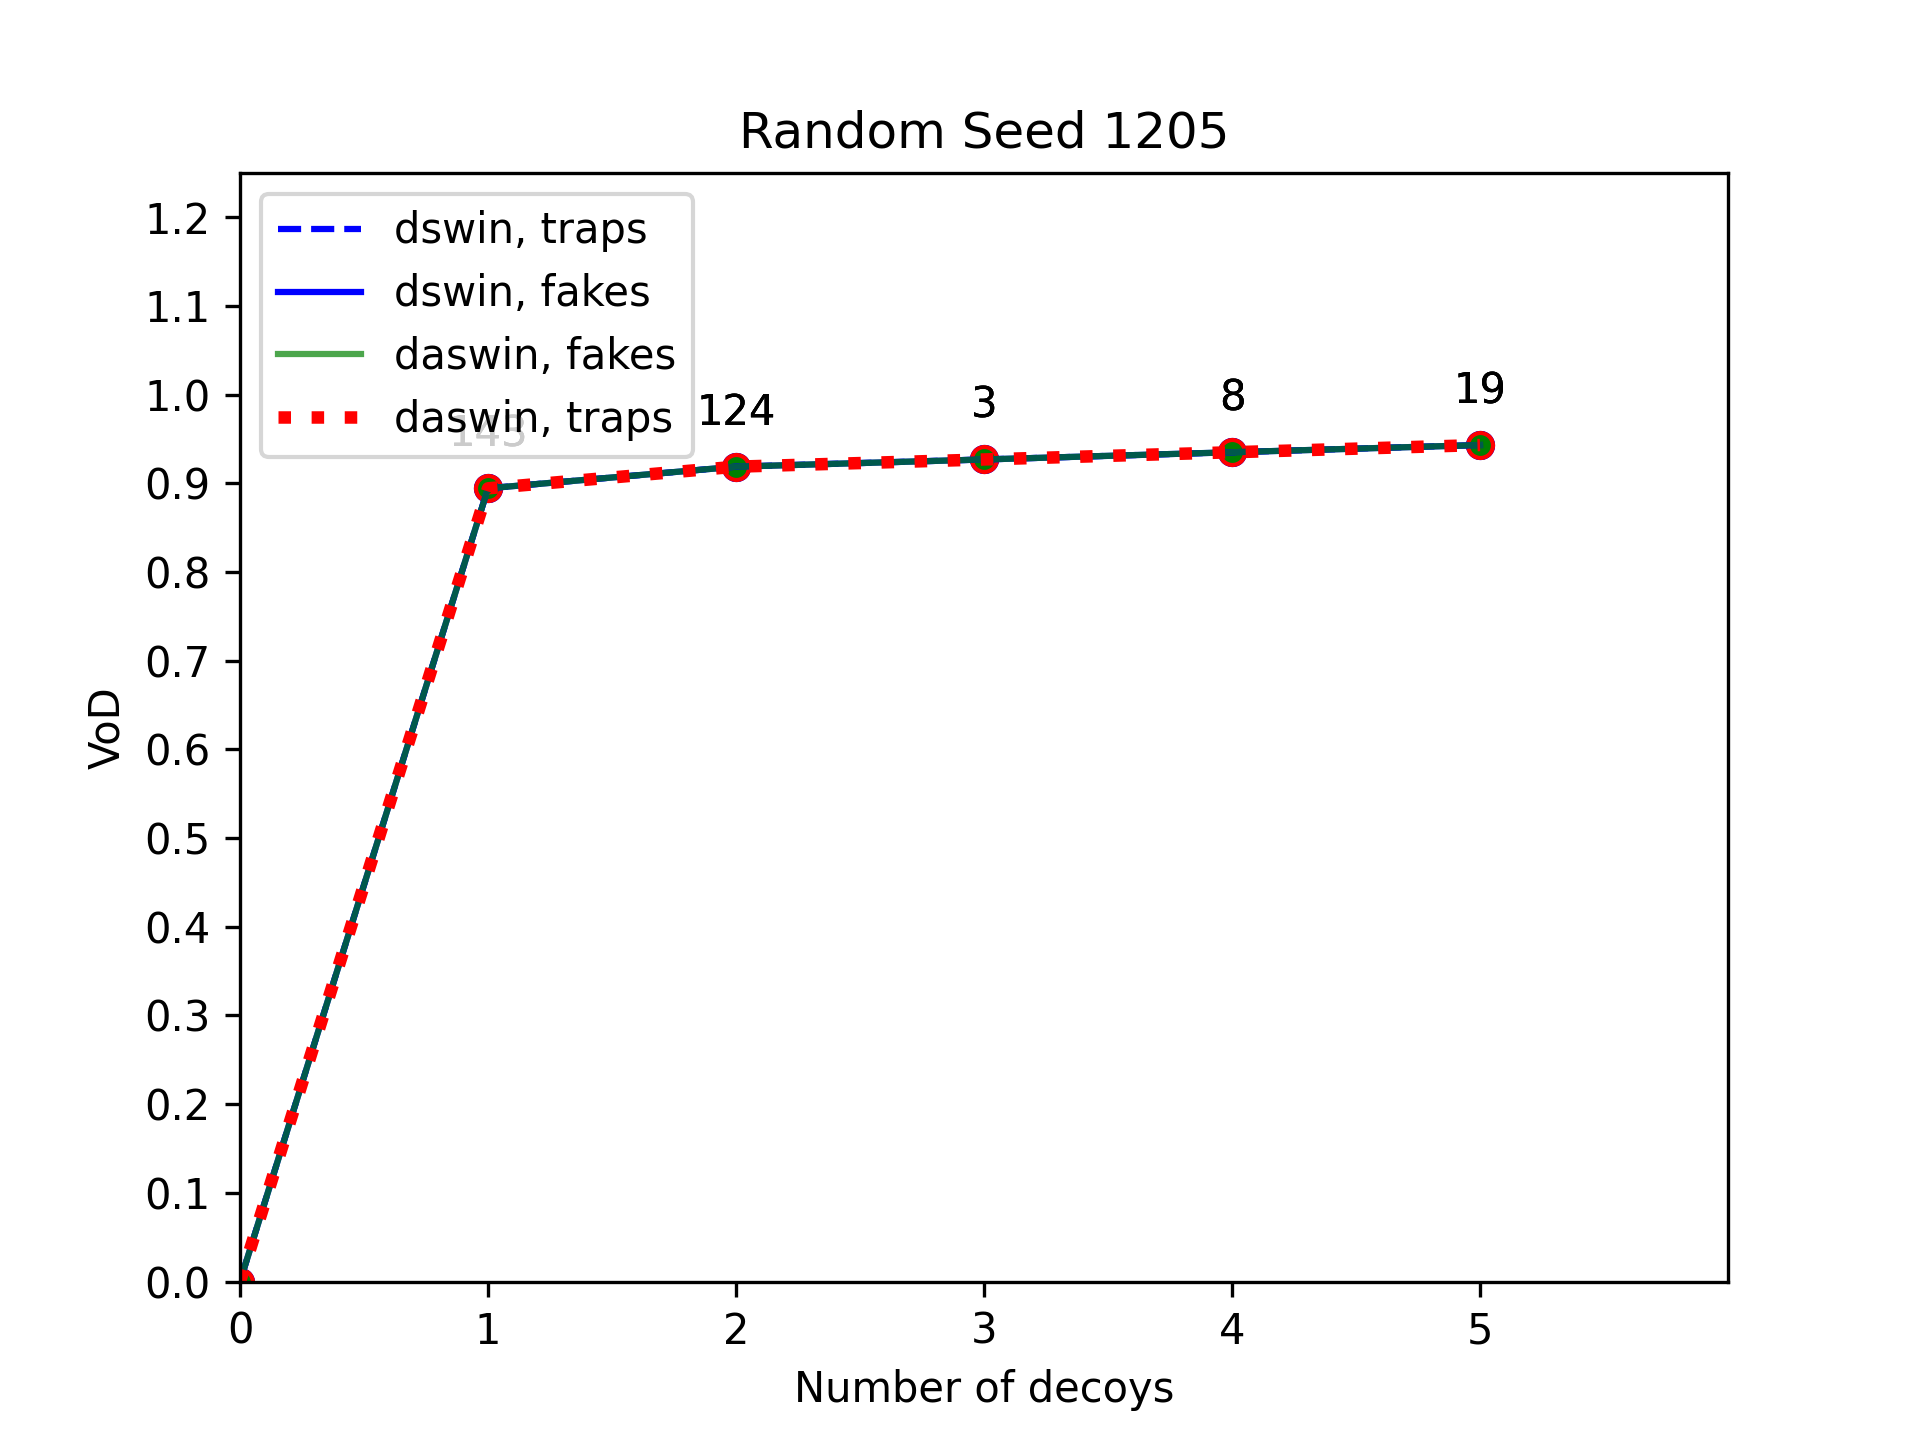 Random Seed 1205
dswin, traps
dswin, fakes
daswin, fakes
daswin, traps
124
3
8
19
1.2
1.1
1.0
0.9
0.8
0.7
0.6
0.5
0.4
0.3
0.2
0.1
0.0
VoD
0 1 2 3 4 5
Number of decoys